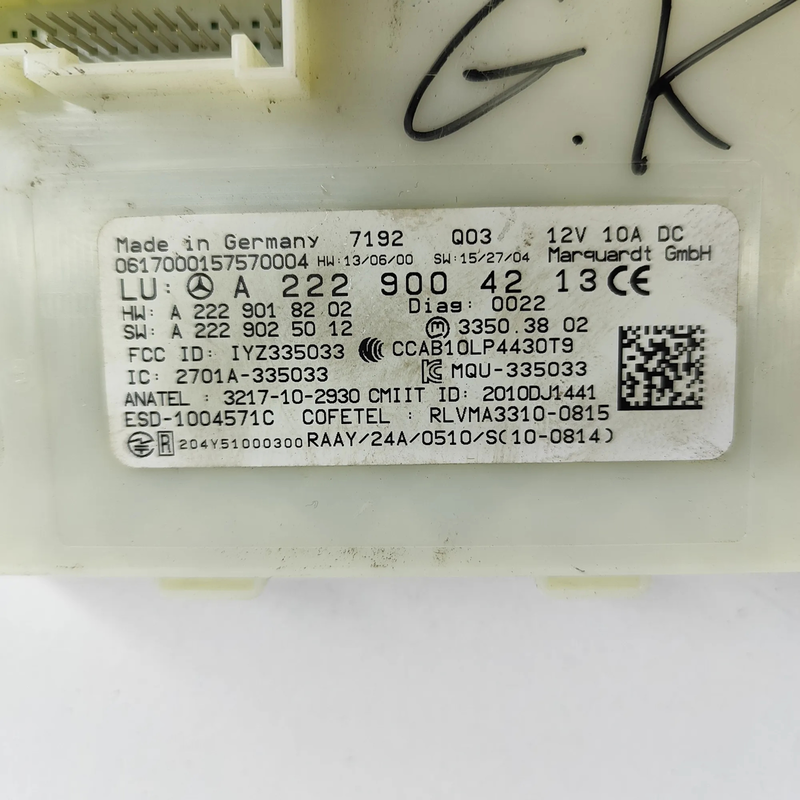 G.K
Made in Germany 7192 Q03 12V 10A DC
0617000157570004 HW:13/06/00 SW:15/27/04 Marquardt GmbH
LU: A 222 900 42 13 CE
HW: A 222 901 82 02 Diag: 0022
SW: A 222 902 50 12 M 3350.38 02
FCC ID: IYZ335033 CCAB10LP4430T9
IC: 2701A-335033 MQU-335033
ANATEL : 3217-10-2930 CMIIT ID: 2010DJ1441
ESD-1004571C COFETEL : RLVMA3310-0815
R 204Y51000300 RAAY/24A/0510/S(10-0814)